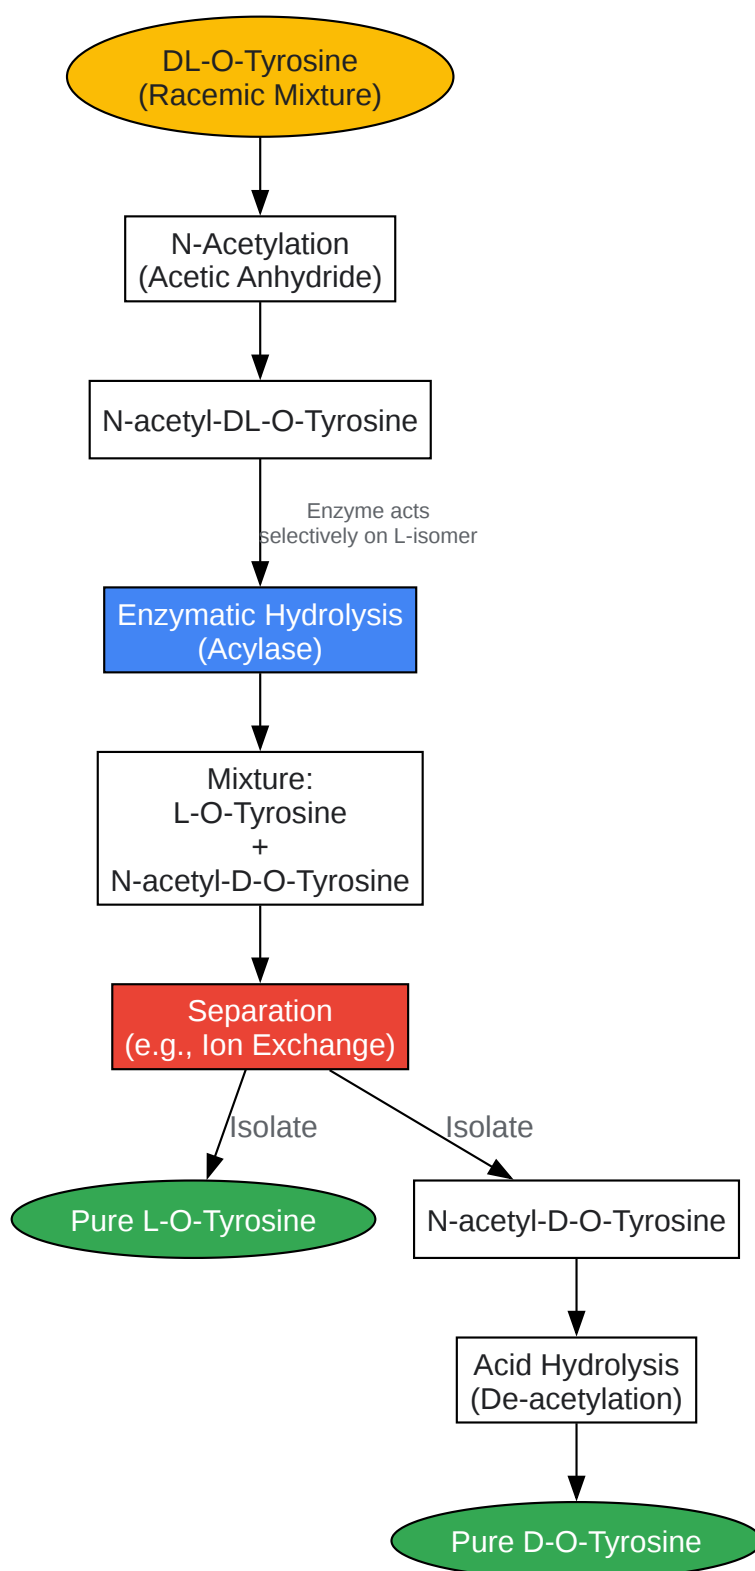 DL-O-Tyrosine
(Racemic Mixture)
N-Acetylation
(Acetic Anhydride)
N-acetyl-DL-O-Tyrosine
Enzyme acts
selectively on L-isomer
Enzymatic Hydrolysis
(Acylase)
Mixture:
L-O-Tyrosine
+
N-acetyl-D-O-Tyrosine
Separation
(e.g., Ion Exchange)
Isolate
Isolate
Pure L-O-Tyrosine
N-acetyl-D-O-Tyrosine
Acid Hydrolysis
(De-acetylation)
Pure D-O-Tyrosine